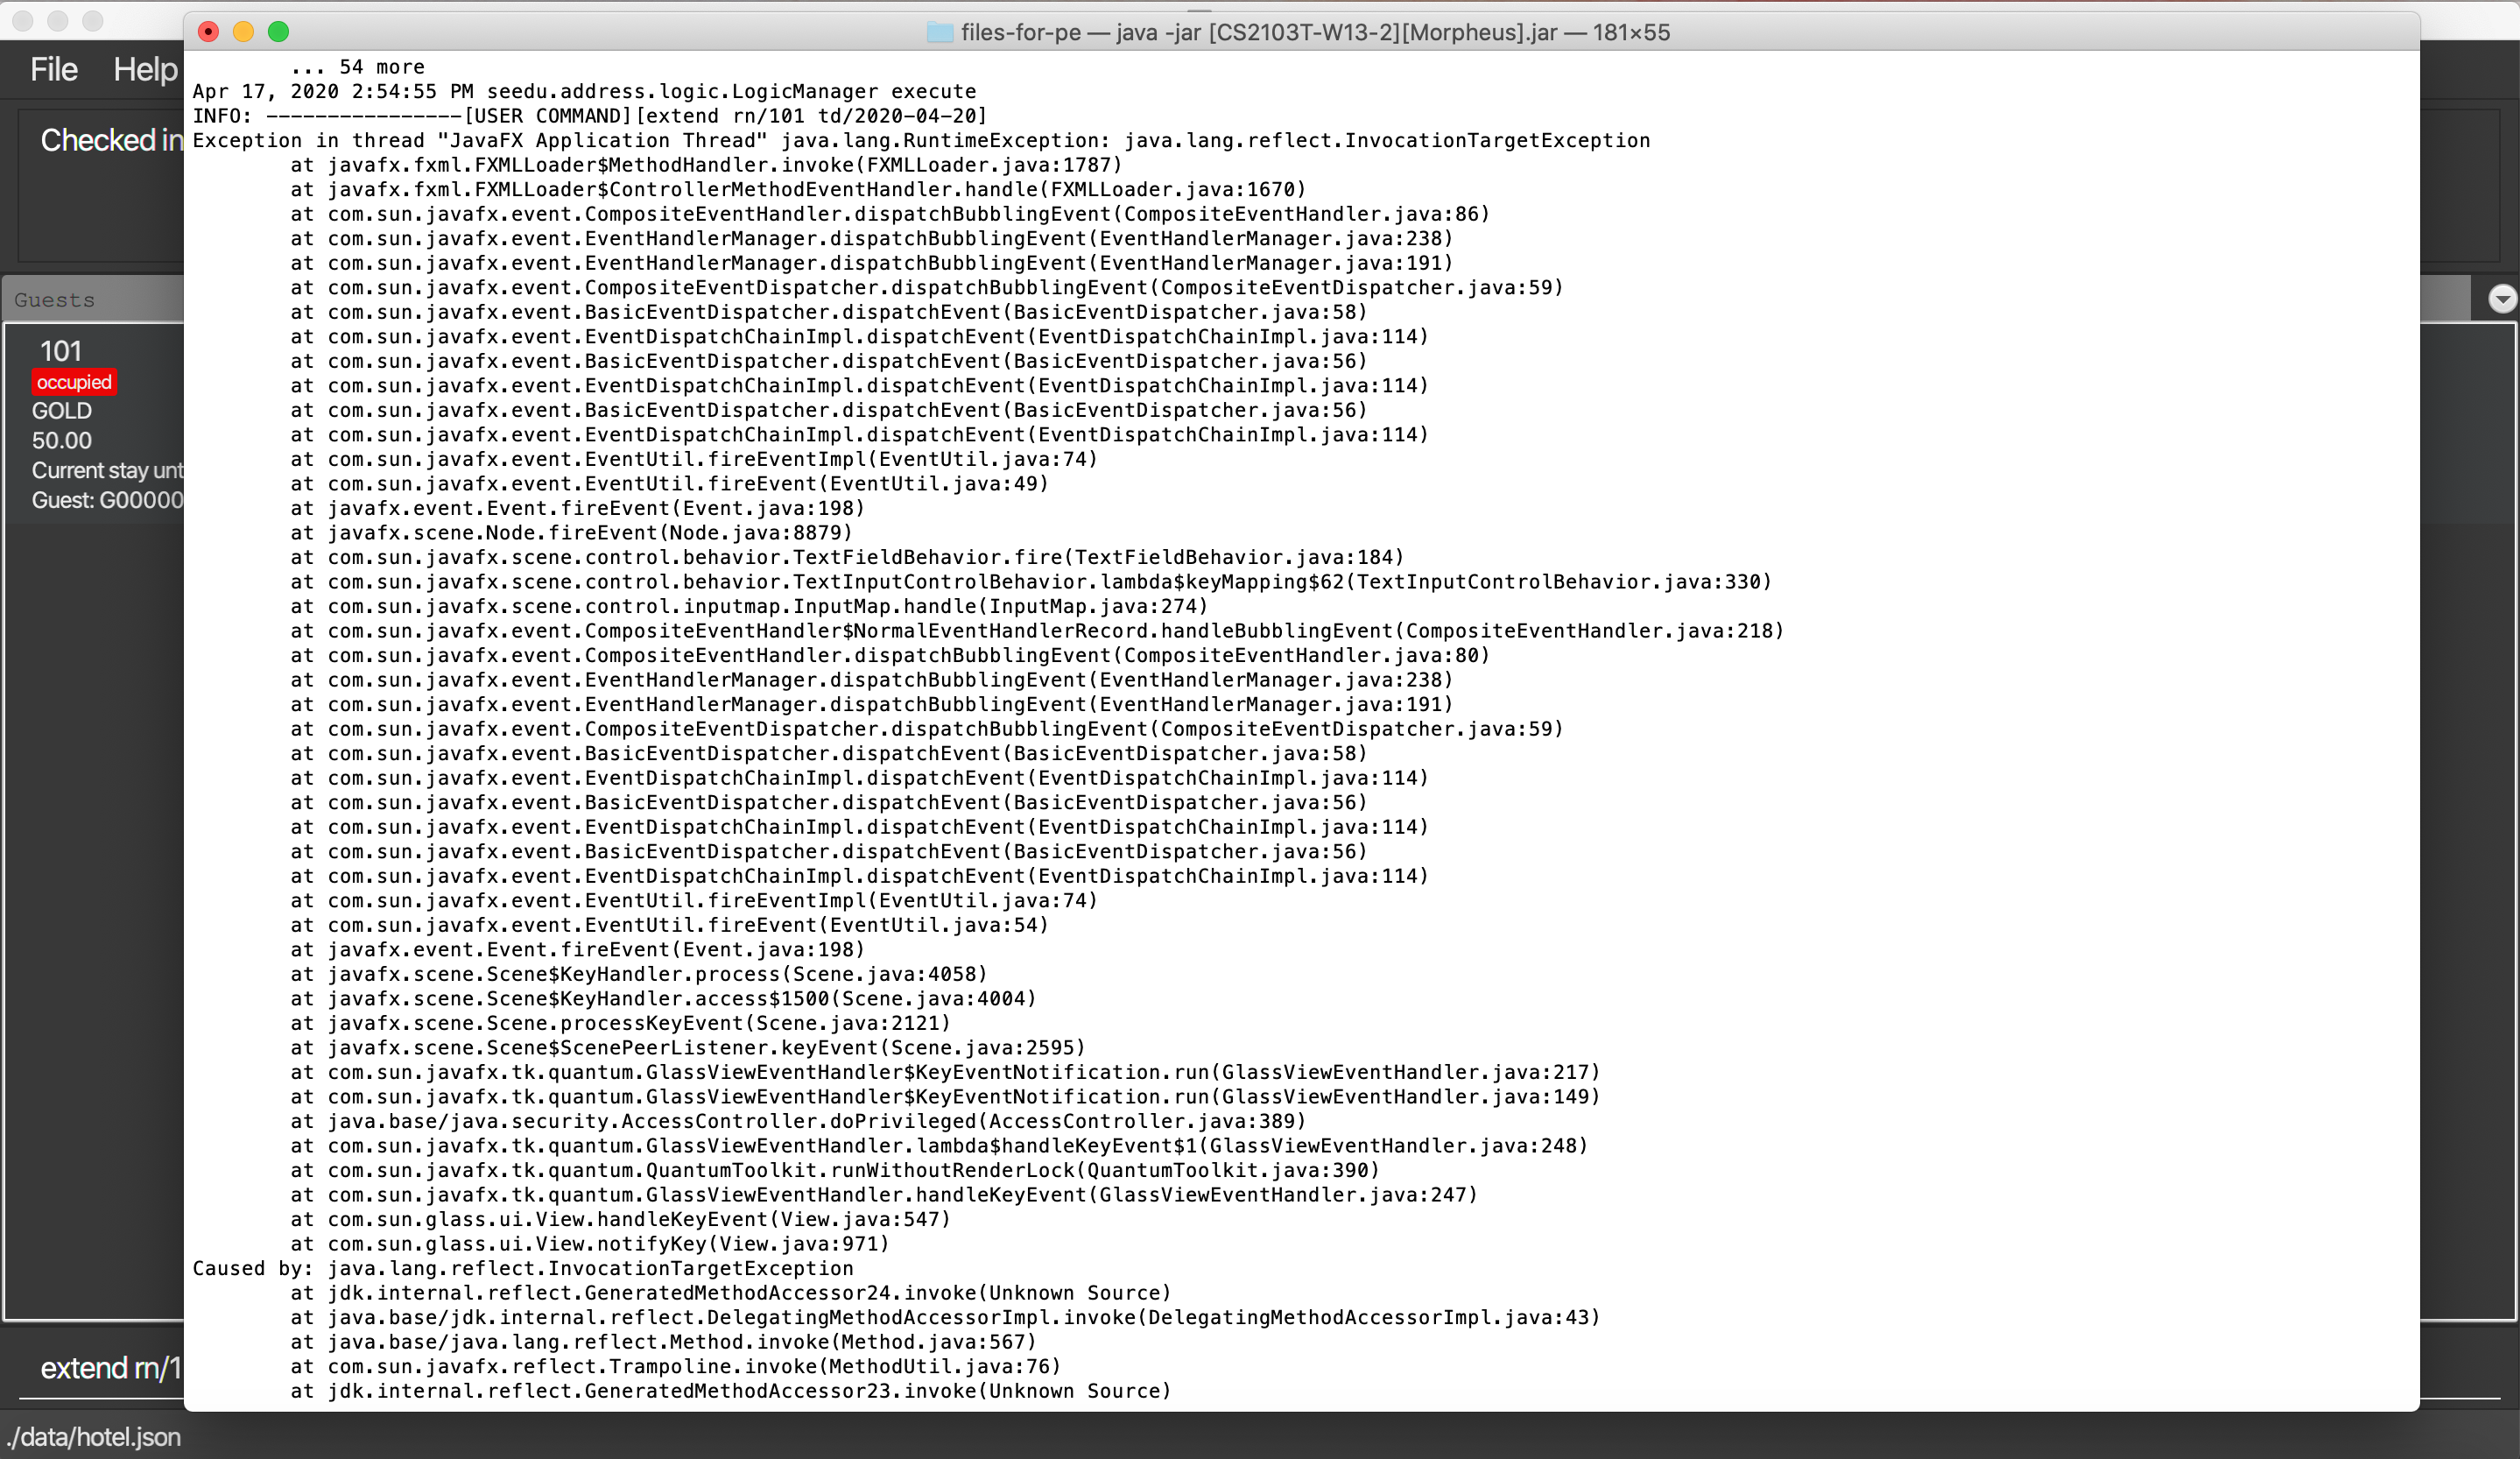 files-for-pe — java -jar [CS2103T-W13-2][Morpheus].jar — 181×55
File Help
Checked in
Guests
101
occupied
GOLD
50.00
Current stay unt
Guest: G00000
extend rn/1
./data/hotel.json
... 54 more
Apr 17, 2020 2:54:55 PM seedu.address.logic.LogicManager execute
INFO: ----------------[USER COMMAND][extend rn/101 td/2020-04-20]
Exception in thread "JavaFX Application Thread" java.lang.RuntimeException: java.lang.reflect.InvocationTargetException
at javafx.fxml.FXMLLoader$MethodHandler.invoke(FXMLLoader.java:1787)
at javafx.fxml.FXMLLoader$ControllerMethodEventHandler.handle(FXMLLoader.java:1670)
at com.sun.javafx.event.CompositeEventHandler.dispatchBubblingEvent(CompositeEventHandler.java:86)
at com.sun.javafx.event.EventHandlerManager.dispatchBubblingEvent(EventHandlerManager.java:238)
at com.sun.javafx.event.EventHandlerManager.dispatchBubblingEvent(EventHandlerManager.java:191)
at com.sun.javafx.event.CompositeEventDispatcher.dispatchBubblingEvent(CompositeEventDispatcher.java:59)
at com.sun.javafx.event.BasicEventDispatcher.dispatchEvent(BasicEventDispatcher.java:58)
at com.sun.javafx.event.EventDispatchChainImpl.dispatchEvent(EventDispatchChainImpl.java:114)
at com.sun.javafx.event.BasicEventDispatcher.dispatchEvent(BasicEventDispatcher.java:56)
at com.sun.javafx.event.EventDispatchChainImpl.dispatchEvent(EventDispatchChainImpl.java:114)
at com.sun.javafx.event.BasicEventDispatcher.dispatchEvent(BasicEventDispatcher.java:56)
at com.sun.javafx.event.EventDispatchChainImpl.dispatchEvent(EventDispatchChainImpl.java:114)
at com.sun.javafx.event.EventUtil.fireEventImpl(EventUtil.java:74)
at com.sun.javafx.event.EventUtil.fireEvent(EventUtil.java:49)
at javafx.event.Event.fireEvent(Event.java:198)
at javafx.scene.Node.fireEvent(Node.java:8879)
at com.sun.javafx.scene.control.behavior.TextFieldBehavior.fire(TextFieldBehavior.java:184)
at com.sun.javafx.scene.control.behavior.TextInputControlBehavior.lambda$keyMapping$62(TextInputControlBehavior.java:330)
at com.sun.javafx.scene.control.inputmap.InputMap.handle(InputMap.java:274)
at com.sun.javafx.event.CompositeEventHandler$NormalEventHandlerRecord.handleBubblingEvent(CompositeEventHandler.java:218)
at com.sun.javafx.event.CompositeEventHandler.dispatchBubblingEvent(CompositeEventHandler.java:80)
at com.sun.javafx.event.EventHandlerManager.dispatchBubblingEvent(EventHandlerManager.java:238)
at com.sun.javafx.event.EventHandlerManager.dispatchBubblingEvent(EventHandlerManager.java:191)
at com.sun.javafx.event.CompositeEventDispatcher.dispatchBubblingEvent(CompositeEventDispatcher.java:59)
at com.sun.javafx.event.BasicEventDispatcher.dispatchEvent(BasicEventDispatcher.java:58)
at com.sun.javafx.event.EventDispatchChainImpl.dispatchEvent(EventDispatchChainImpl.java:114)
at com.sun.javafx.event.BasicEventDispatcher.dispatchEvent(BasicEventDispatcher.java:56)
at com.sun.javafx.event.EventDispatchChainImpl.dispatchEvent(EventDispatchChainImpl.java:114)
at com.sun.javafx.event.BasicEventDispatcher.dispatchEvent(BasicEventDispatcher.java:56)
at com.sun.javafx.event.EventDispatchChainImpl.dispatchEvent(EventDispatchChainImpl.java:114)
at com.sun.javafx.event.EventUtil.fireEventImpl(EventUtil.java:74)
at com.sun.javafx.event.EventUtil.fireEvent(EventUtil.java:54)
at javafx.event.Event.fireEvent(Event.java:198)
at javafx.scene.Scene$KeyHandler.process(Scene.java:4058)
at javafx.scene.Scene$KeyHandler.access$1500(Scene.java:4004)
at javafx.scene.Scene.processKeyEvent(Scene.java:2121)
at javafx.scene.Scene$ScenePeerListener.keyEvent(Scene.java:2595)
at com.sun.javafx.tk.quantum.GlassViewEventHandler$KeyEventNotification.run(GlassViewEventHandler.java:217)
at com.sun.javafx.tk.quantum.GlassViewEventHandler$KeyEventNotification.run(GlassViewEventHandler.java:149)
at java.base/java.security.AccessController.doPrivileged(AccessController.java:389)
at com.sun.javafx.tk.quantum.GlassViewEventHandler.lambda$handleKeyEvent$1(GlassViewEventHandler.java:248)
at com.sun.javafx.tk.quantum.QuantumToolkit.runWithoutRenderLock(QuantumToolkit.java:390)
at com.sun.javafx.tk.quantum.GlassViewEventHandler.handleKeyEvent(GlassViewEventHandler.java:247)
at com.sun.glass.ui.View.handleKeyEvent(View.java:547)
at com.sun.glass.ui.View.notifyKey(View.java:971)
Caused by: java.lang.reflect.InvocationTargetException
at jdk.internal.reflect.GeneratedMethodAccessor24.invoke(Unknown Source)
at java.base/jdk.internal.reflect.DelegatingMethodAccessorImpl.invoke(DelegatingMethodAccessorImpl.java:43)
at java.base/java.lang.reflect.Method.invoke(Method.java:567)
at com.sun.javafx.reflect.Trampoline.invoke(MethodUtil.java:76)
at jdk.internal.reflect.GeneratedMethodAccessor23.invoke(Unknown Source)